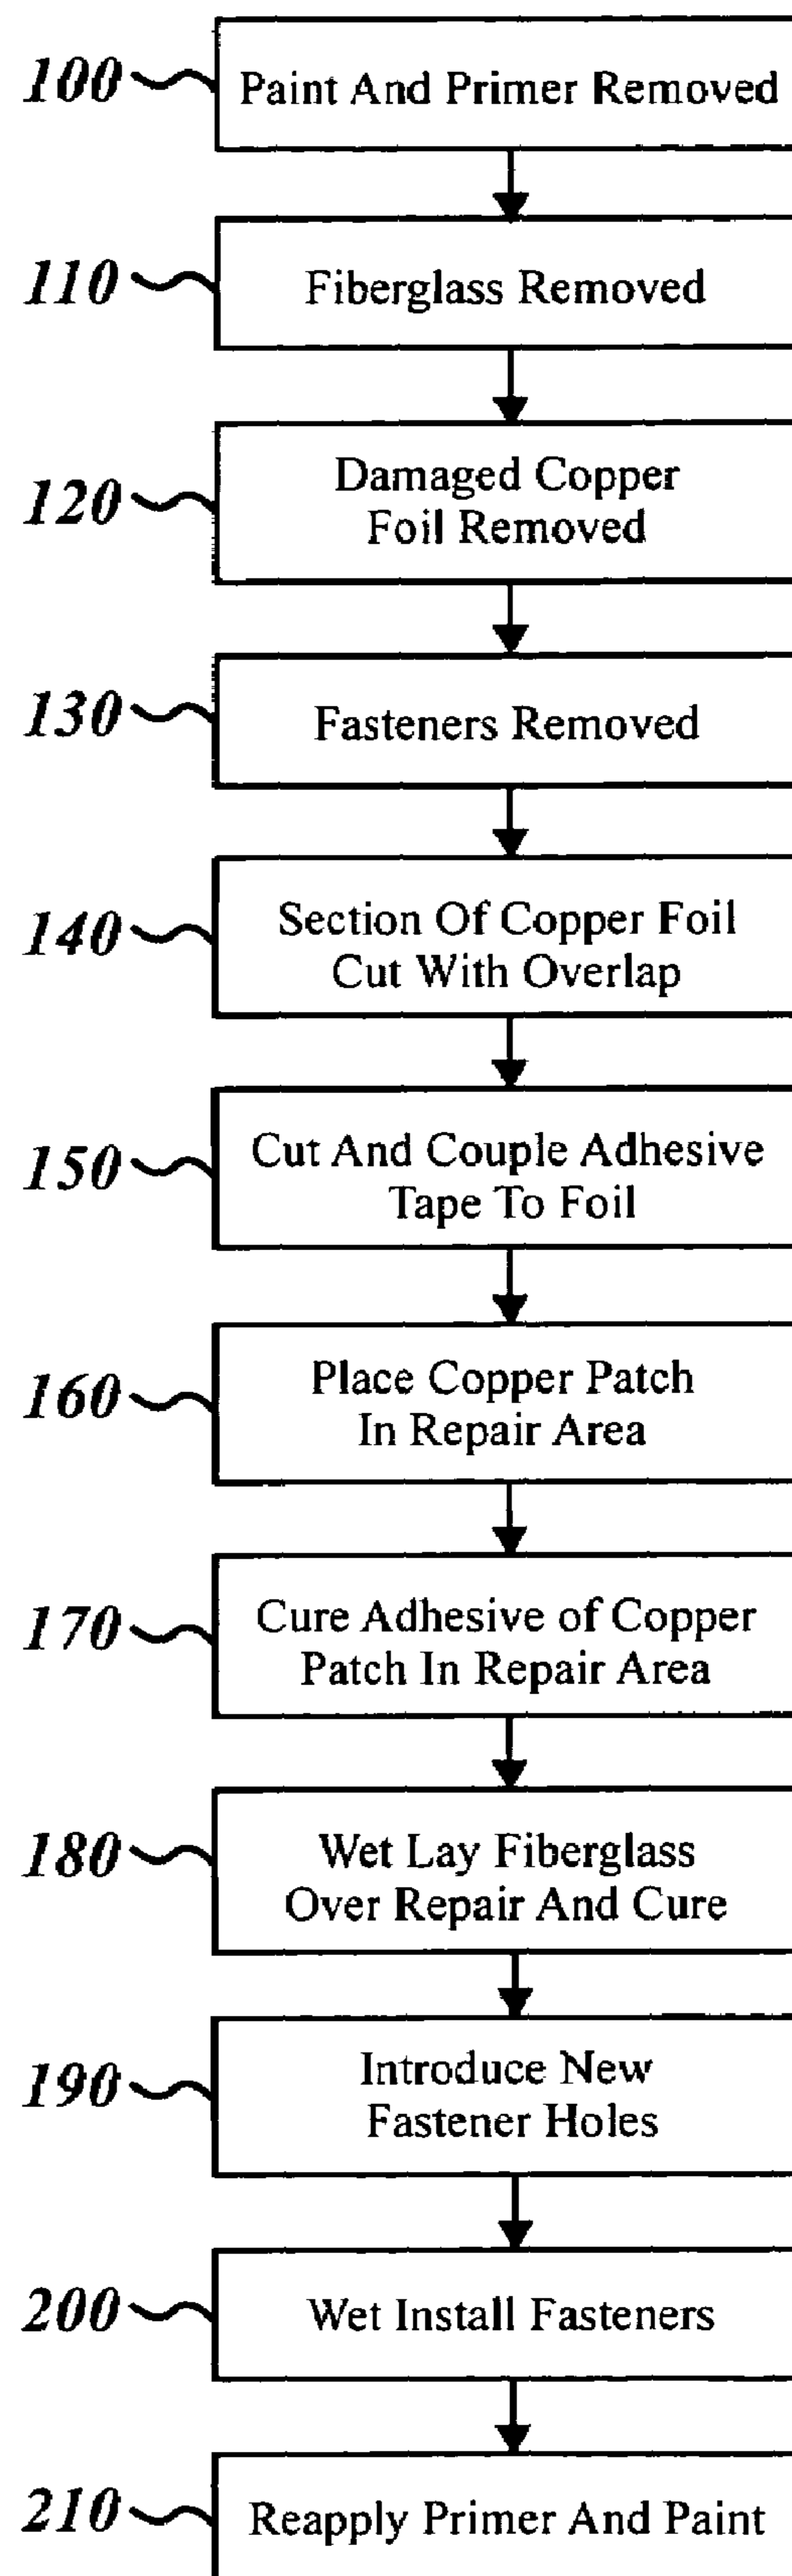 100 Paint And Primer Removed
110 Fiberglass Removed
120 Damaged Copper
Foil Removed
130 Fasteners Removed
140 Section Of Copper Foil
Cut With Overlap
150 Cut And Couple Adhesive
Tape To Foil
160 Place Copper Patch
In Repair Area
170 Cure Adhesive of Copper
Patch In Repair Area
180 Wet Lay Fiberglass
Over Repair And Cure
190 Introduce New
Fastener Holes
200 Wet Install Fasteners
210 Reapply Primer And Paint